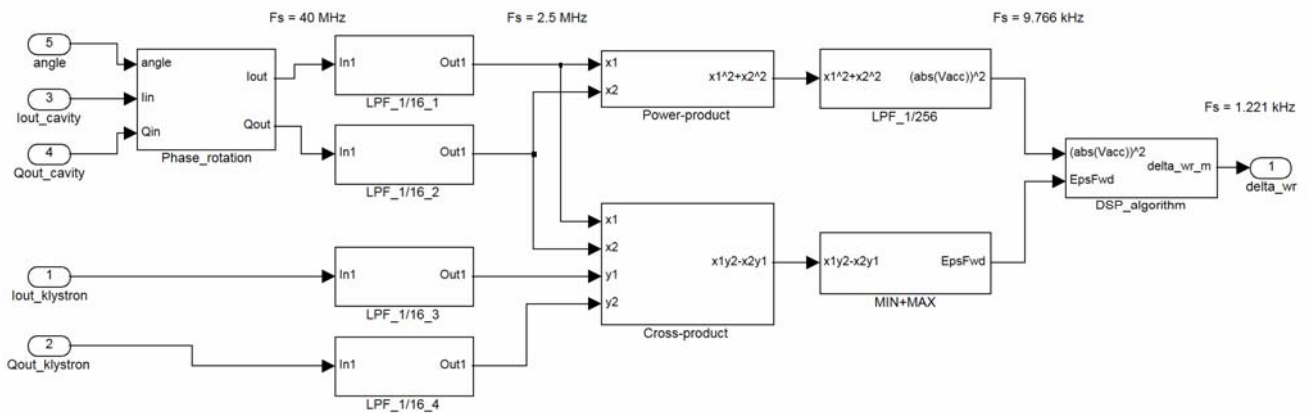 Fs = 40 MHz
Fs = 2.5 MHz
Fs = 9.766 kHz
5
angle
3
Iout_cavity
4
Qout_cavity
angle
Iin
Qin
Iout
Qout
Phase_rotation
In1 Out1
LPF_1/16_1
In1 Out1
LPF_1/16_2
x1
x2
x1^2+x2^2
Power-product
x1^2+x2^2 (abs(Vacc))^2
LPF_1/256
Fs = 1.221 kHz
(abs(Vacc))^2
EpsFwd
delta_wr_m
DSP_algorithm
1
delta_wr
1
Iout_klystron
2
Qout_klystron
In1 Out1
LPF_1/16_3
In1 Out1
LPF_1/16_4
x1
x2
y1
y2
x1y2-x2y1
Cross-product
x1y2-x2y1 EpsFwd
MIN+MAX